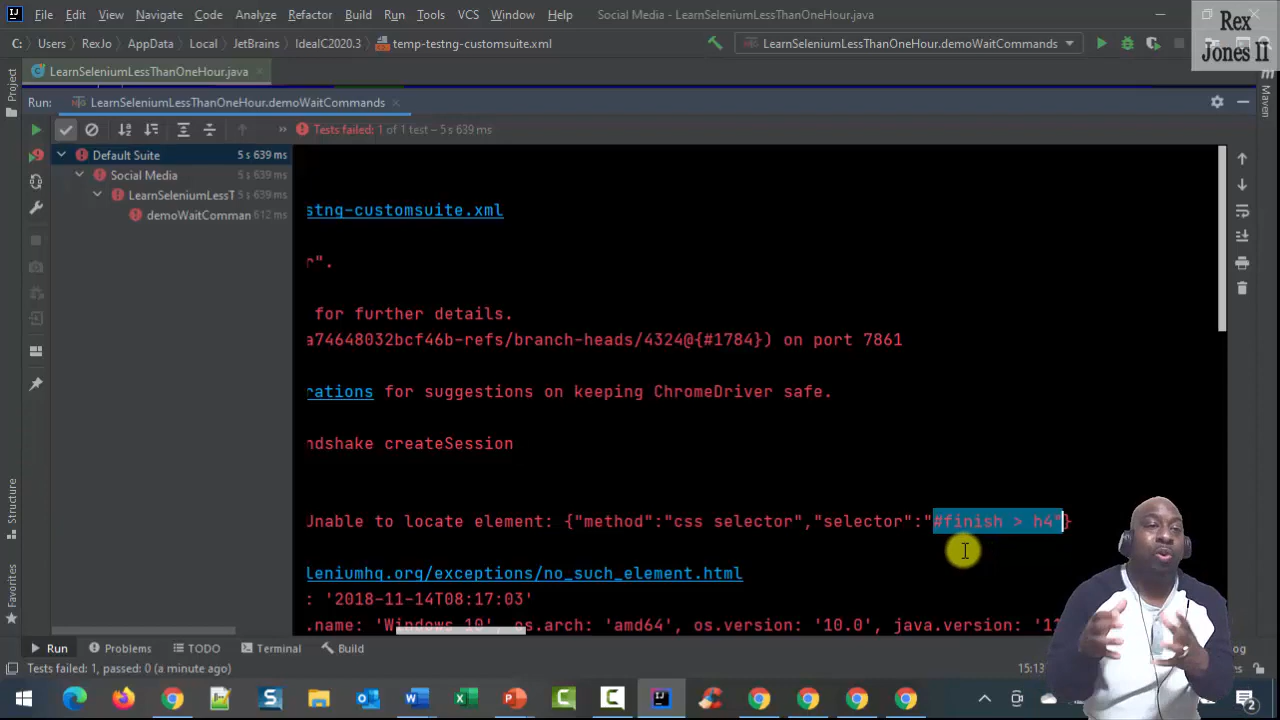 File Edit View Navigate Code Analyze Refactor Build Run Tools VCS Window Help Social Media - LearnSeleniumLessThanOneHour.java
Rex Jones II
C: Users RexJo AppData Local JetBrains IdealC2020.3 temp-testng-customsuite.xml LearnSeleniumLessThanOneHour.demoWaitCommands
LearnSeleniumLessThanOneHour.java
Project
Maven
Run: LearnSeleniumLessThanOneHour.demoWaitCommands
Tests failed: 1 of 1 test – 5 s 639 ms
Default Suite 5 s 639 ms
Social Media 5 s 639 ms
LearnSeleniumLessT 5 s 639 ms
demoWaitComman 612 ms
stng-customsuite.xml
r".
for further details.
a74648032bcf46b-refs/branch-heads/4324@{#1784}) on port 7861
rations for suggestions on keeping ChromeDriver safe.
ndshake createSession
Unable to locate element: {"method":"css selector","selector":"#finish > h4"}
leniumhq.org/exceptions/no_such_element.html
: '2018-11-14T08:17:03'
.name: 'Windows 10', os.arch: 'amd64', os.version: '10.0', java.version: '1
Structure
Favorites
Run Problems TODO Terminal Build
Tests failed: 1, passed: 0 (a minute ago)
15:13
2